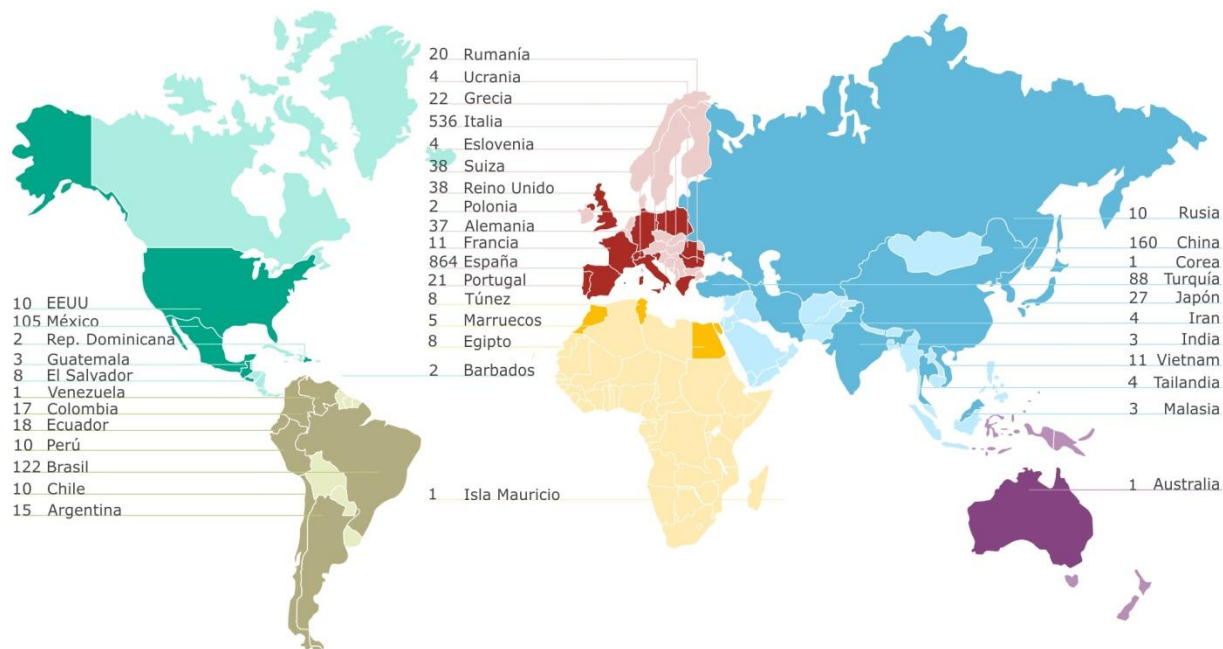 20 Rumanía
4 Ucrania
22 Grecia
536 Italia
4 Eslovenia
38 Suiza
38 Reino Unido
2 Polonia
37 Alemania
11 Francia
864 España
21 Portugal
8 Túnez
5 Marruecos
8 Egipto
2 Barbados
1 Isla Mauricio
10 EEUU
105 México
2 Rep. Dominicana
3 Guatemala
8 El Salvador
1 Venezuela
17 Colombia
18 Ecuador
10 Perú
122 Brasil
10 Chile
15 Argentina
10 Rusia
160 China
1 Corea
88 Turquía
27 Japón
4 Iran
3 India
11 Vietnam
4 Tailandia
3 Malasia
1 Australia